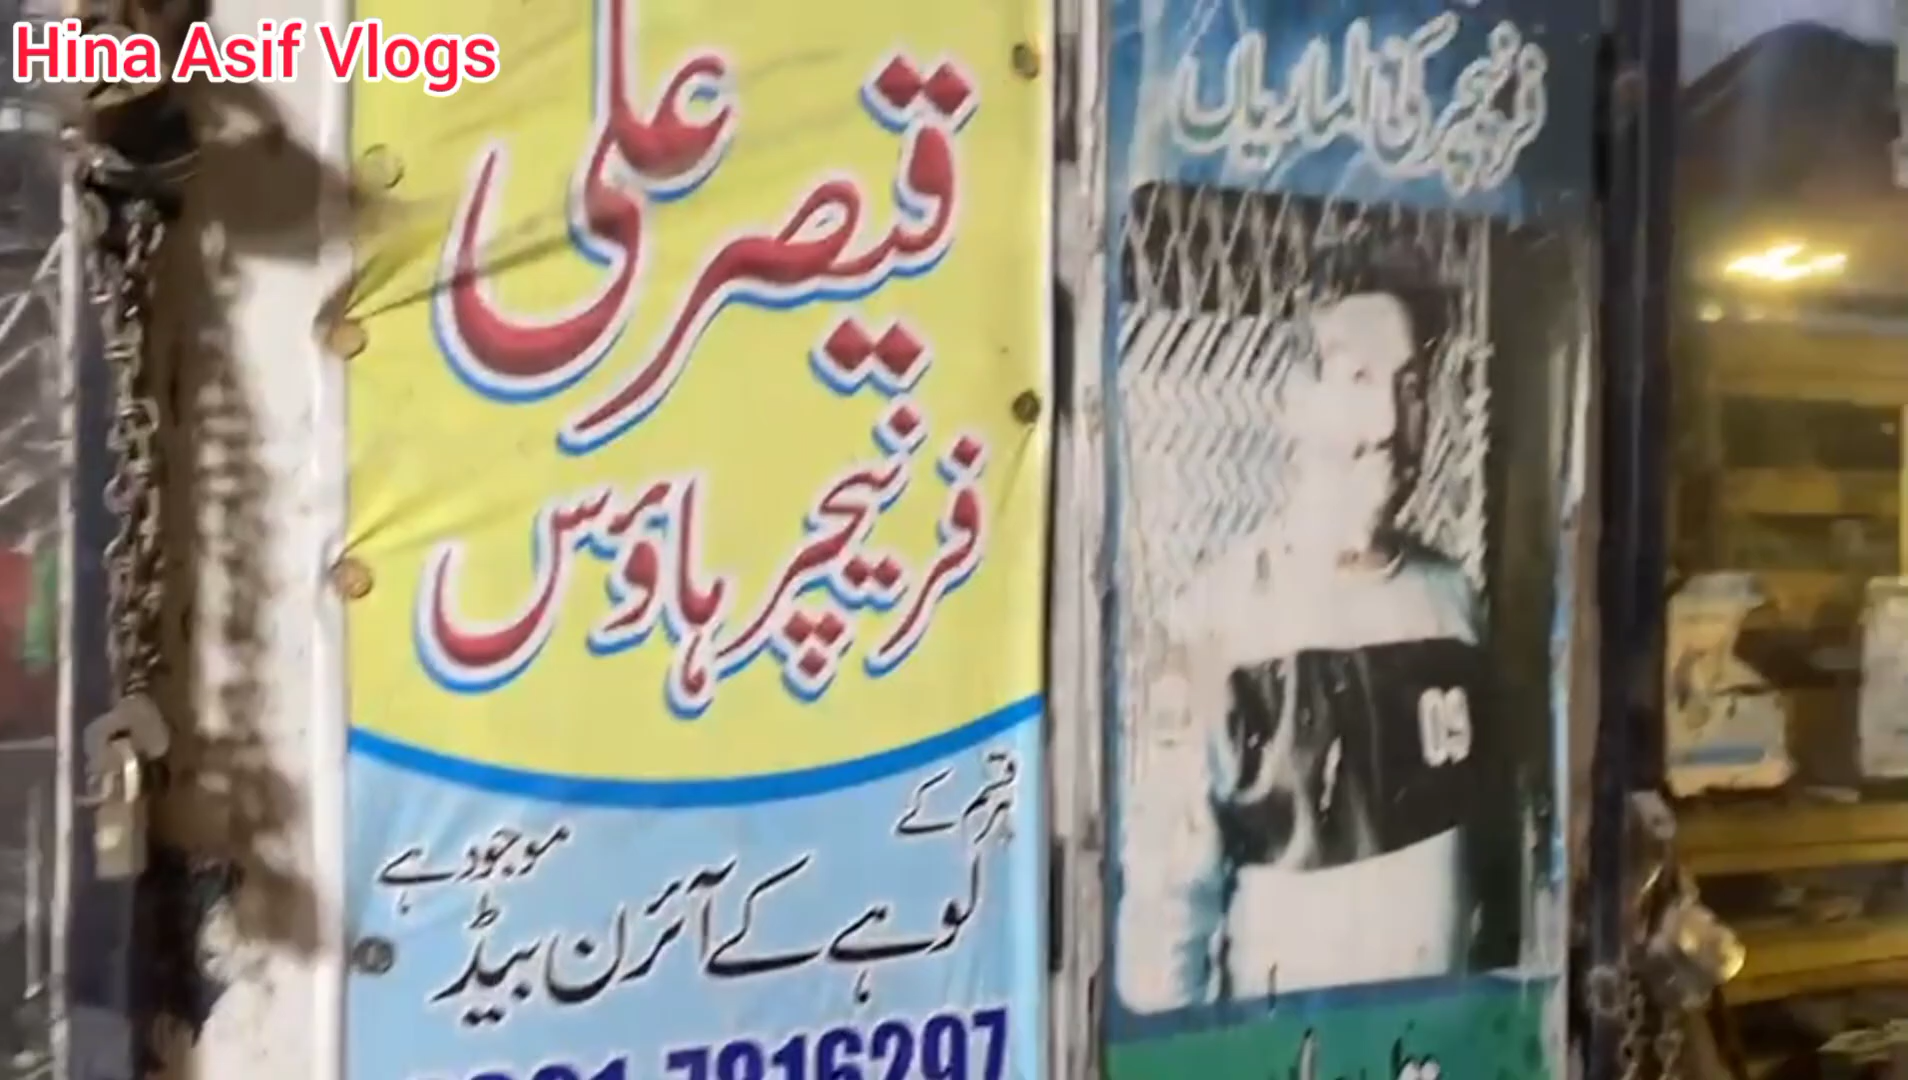 Hina Asif Vlogs
قیصر علی
فرنیچر ہاؤس
ہر قسم کے
لوہے کے آئرن بیڈ
موجود ہے
7816297
فرنیچر کی الماریاں
09